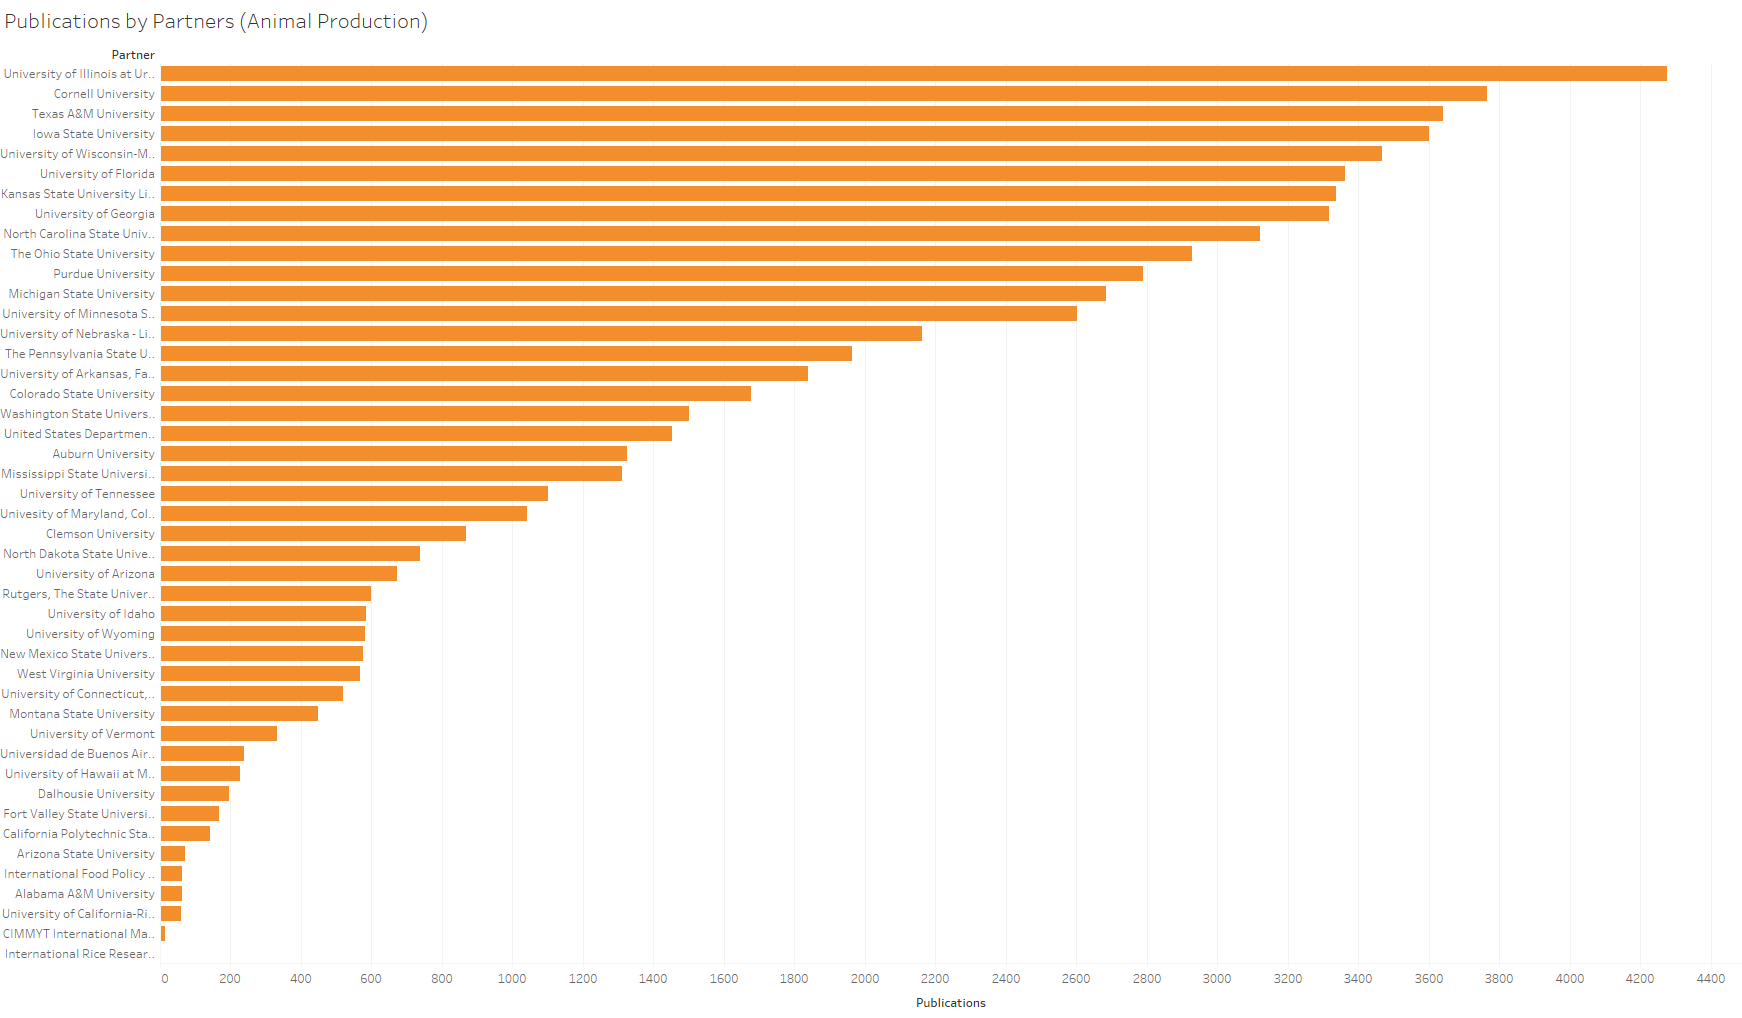 Publications by Partners (Animal Production)
Partner
University of Illinois at Ur..
Cornell University
Texas A&M University
Iowa State University
University of Wisconsin-M..
University of Florida
Kansas State University Li..
University of Georgia
North Carolina State Univ..
The Ohio State University
Purdue University
Michigan State University
University of Minnesota S..
University of Nebraska - Li..
The Pennsylvania State U..
University of Arkansas, Fa..
Colorado State University
Washington State Univers..
United States Departmen..
Auburn University
Mississippi State Universi..
University of Tennessee
Univesity of Maryland, Col..
Clemson University
North Dakota State Unive..
University of Arizona
Rutgers, The State Univer..
University of Idaho
University of Wyoming
New Mexico State Univers..
West Virginia University
University of Connecticut,..
Montana State University
University of Vermont
Universidad de Buenos Air..
University of Hawaii at M..
Dalhousie University
Fort Valley State Universi..
California Polytechnic Sta..
Arizona State University
International Food Policy ..
Alabama A&M University
University of California-Ri..
CIMMYT International Ma..
International Rice Resear..
0 200 400 600 800 1000 1200 1400 1600 1800 2000 2200 2400 2600 2800 3000 3200 3400 3600 3800 4000 4200 4400
Publications